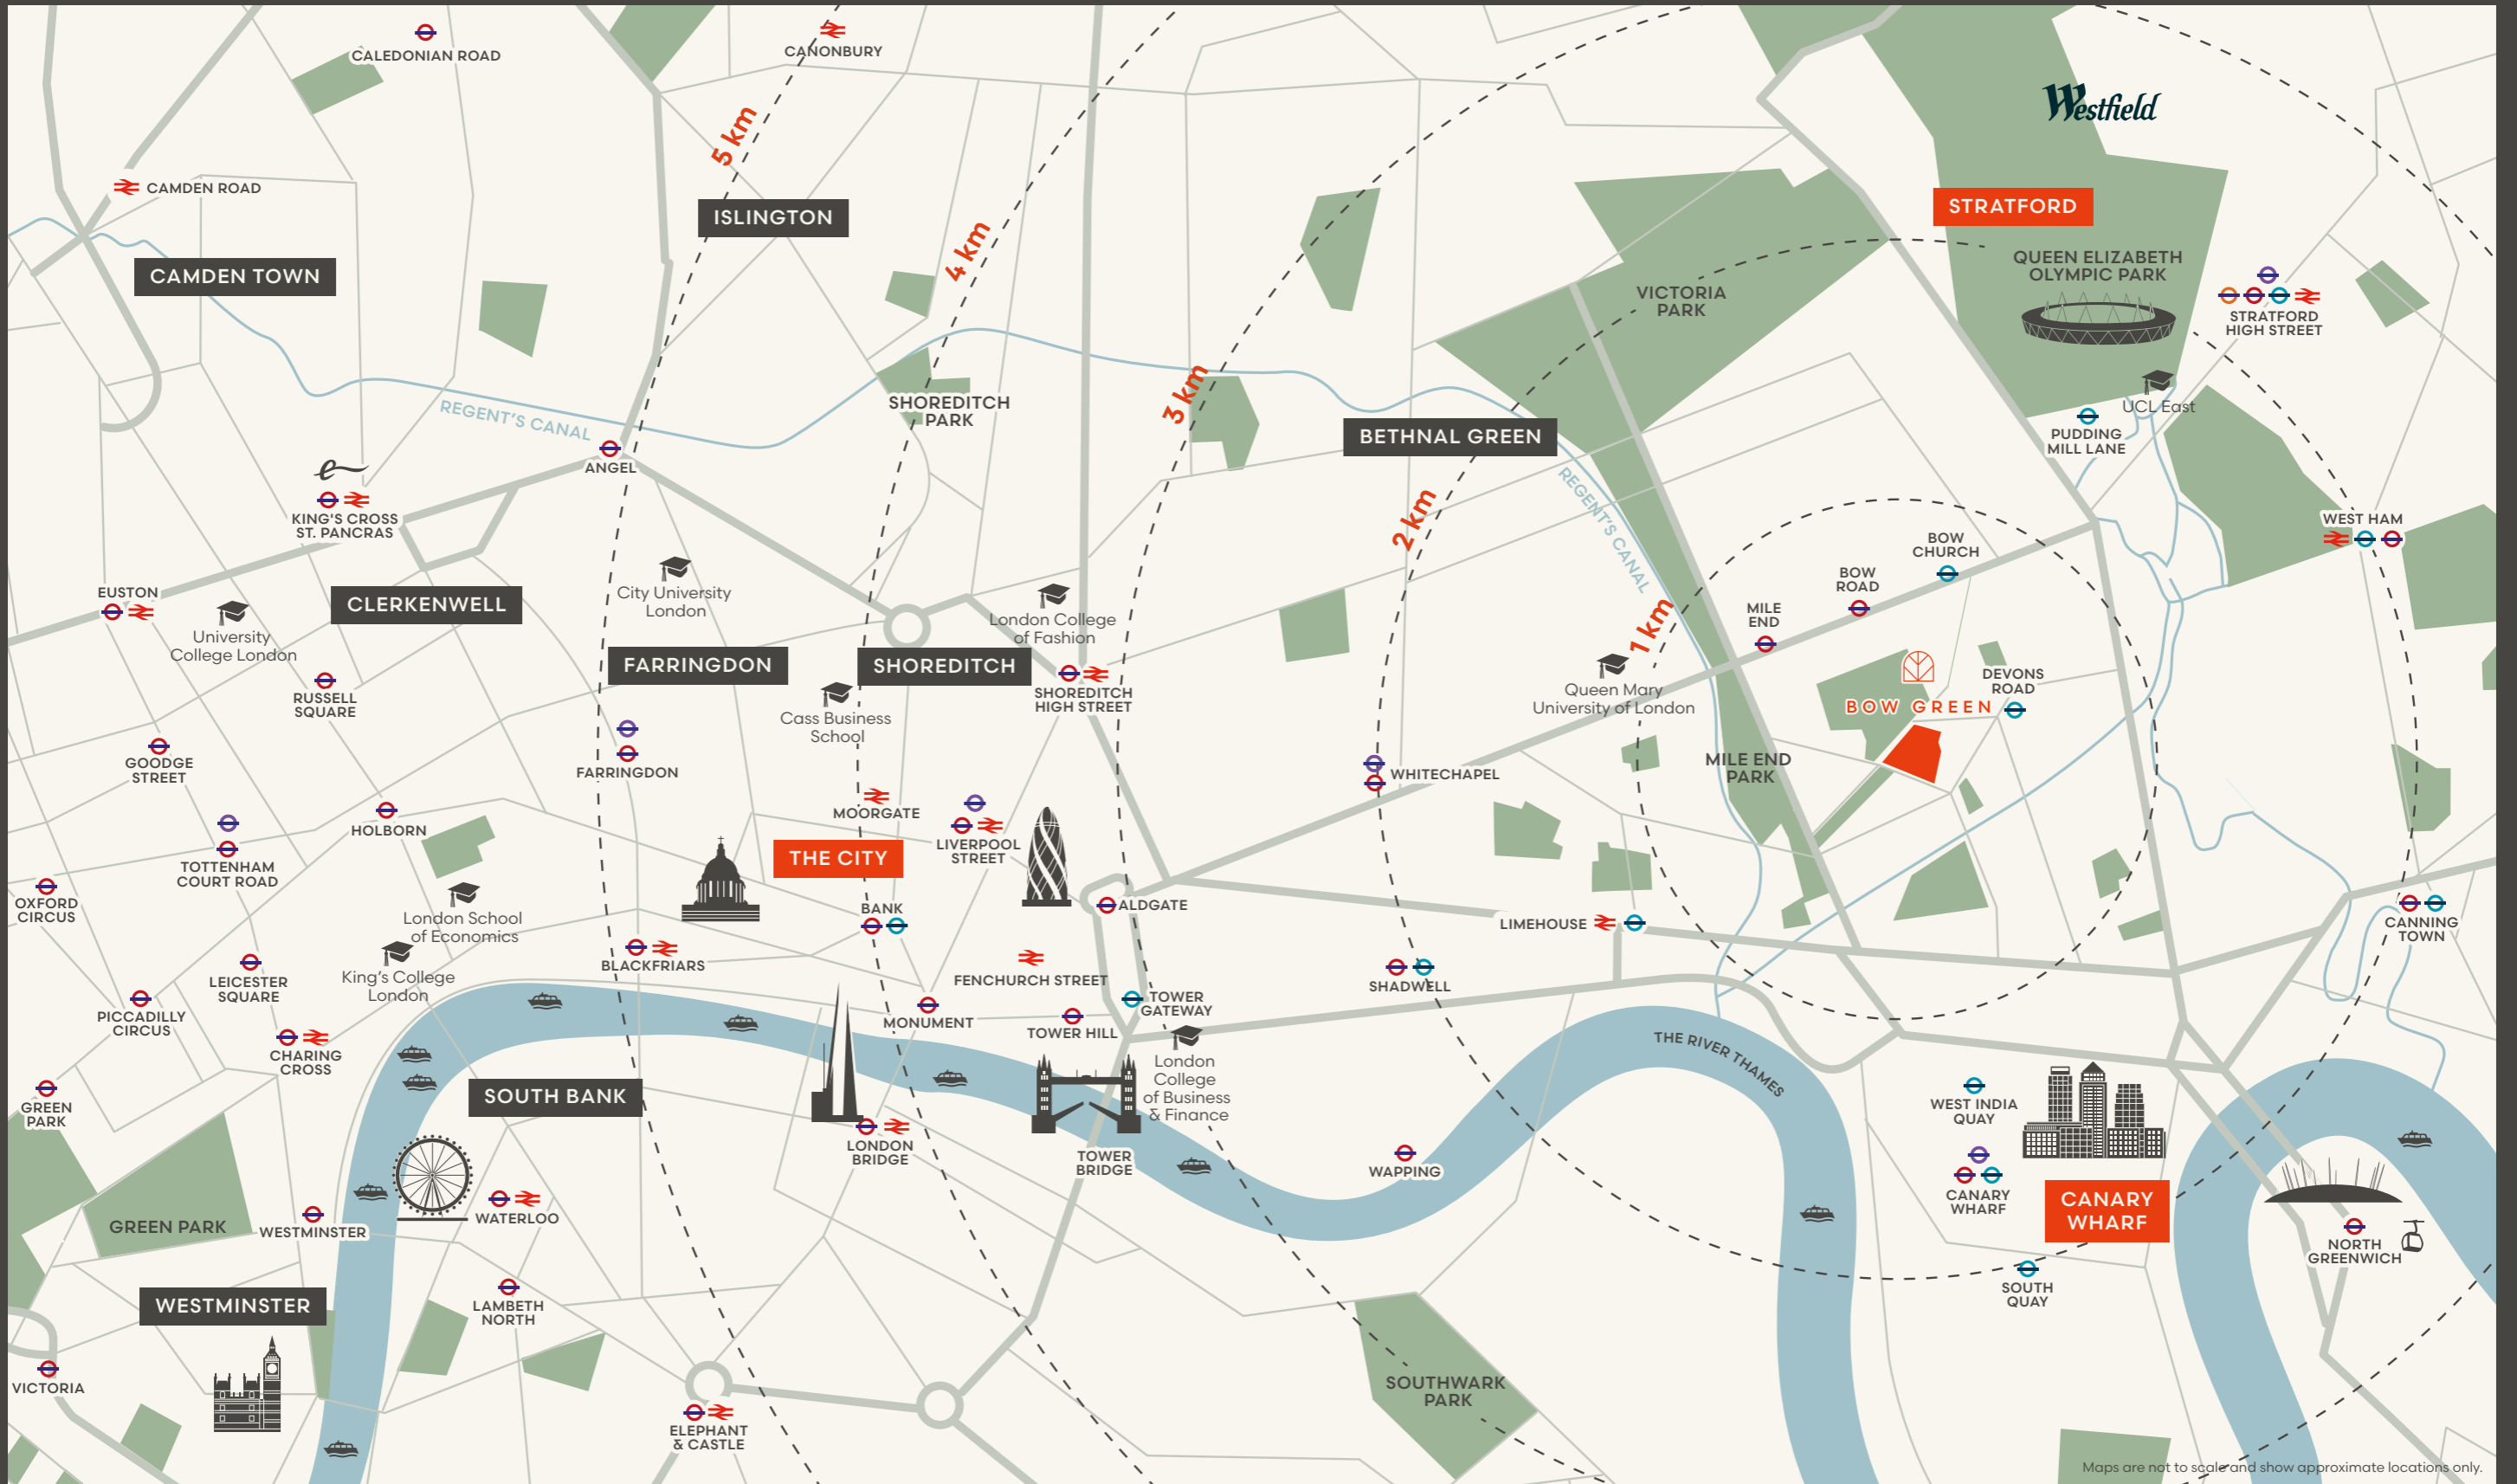 CALEDONIAN ROAD
CANONBURY
5 km
Westfield
CAMDEN ROAD
ISLINGTON
STRATFORD
4 km
CAMDEN TOWN
QUEEN ELIZABETH
OLYMPIC PARK
VICTORIA
PARK
STRATFORD
HIGH STREET
3 km
REGENT'S CANAL
SHOREDITCH
PARK
UCL East
BETHNAL GREEN
PUDDING
MILL LANE
ANGEL
e
KING'S CROSS
ST. PANCRAS
2 km
REGENT'S CANAL
WEST HAM
BOW
CHURCH
BOW
ROAD
MILE
END
1 km
EUSTON
CLERKENWELL
City University
London
London College
of Fashion
University
College London
FARRINGDON
SHOREDITCH
RUSSELL
SQUARE
SHOREDITCH
HIGH STREET
Queen Mary
University of London
DEVONS
ROAD
BOW GREEN
Cass Business
School
GOODGE
STREET
FARRINGDON
WHITECHAPEL
MILE END
PARK
MOORGATE
HOLBORN
LIVERPOOL
STREET
THE CITY
TOTTENHAM
COURT ROAD
OXFORD
CIRCUS
London School
of Economics
BANK
ALDGATE
LIMEHOUSE
CANNING
TOWN
BLACKFRIARS
King's College
London
LEICESTER
SQUARE
FENCHURCH STREET
SHADWELL
PICCADILLY
CIRCUS
MONUMENT
TOWER
GATEWAY
TOWER HILL
CHARING
CROSS
THE RIVER THAMES
London
College
of Business
& Finance
SOUTH BANK
GREEN
PARK
WEST INDIA
QUAY
LONDON
BRIDGE
TOWER
BRIDGE
WAPPING
CANARY
WHARF
CANARY
WHARF
GREEN PARK
WESTMINSTER
WATERLOO
NORTH
GREENWICH
SOUTH
QUAY
WESTMINSTER
LAMBETH
NORTH
VICTORIA
SOUTHWARK
PARK
ELEPHANT
& CASTLE
Maps are not to scale and show approximate locations only.